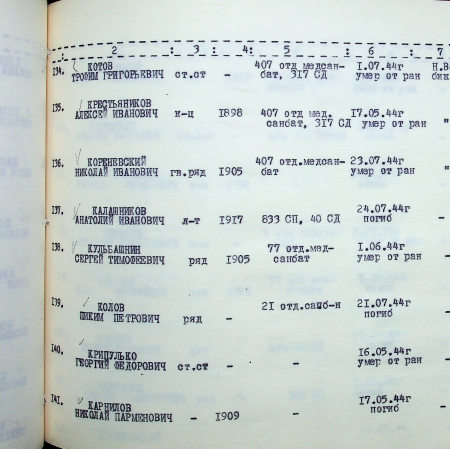 2 : 3 : 4: 5 : 6 : 7
134. КОТОВ 407 отд медсан- 1.07.44г Н.В
ТРОФИМ ГРИГОРЬЕВИЧ ст.ст - бат, 317 СД умер от ран
135. КРЕСТЬЯНИКОВ 407 отд мед. 17.05.44г
АЛЕКСЕЙ ИВАНОВИЧ к-ц 1898 санбат, 317 СД умер от ран "
136. КОРЕНЕВСКИЙ 407 отд.медсан- 23.07.44г
НИКОЛАЙ ИВАНОВИЧ гв.ряд 1905 бат умер от ран "
137. КАЛАШНИКОВ 24.07.44г
АНАТОЛИЙ ИВАНОВИЧ л-т 1917 833 СП, 40 СД погиб -
138. КУЛЬБАШНИН 77 отд.мед- 1.06.44г
СЕРГЕЙ ТИМОФЕЕВИЧ ряд 1905 санбат умер от ран -
139. КОЛОВ 21 отд.сашб-н 21.07.44г
ШИКИМ ПЕТРОВИЧ ряд - погиб -
140. КРИПУЛЬКО 16.05.44г
ГЕОРГИЙ ФЕДОРОВИЧ ст.ст - - умер от ран -
141. КАРНИЛОВ 17.05.44г
НИКОЛАЙ ПАРМЕНОВИЧ - 1909 - погиб -